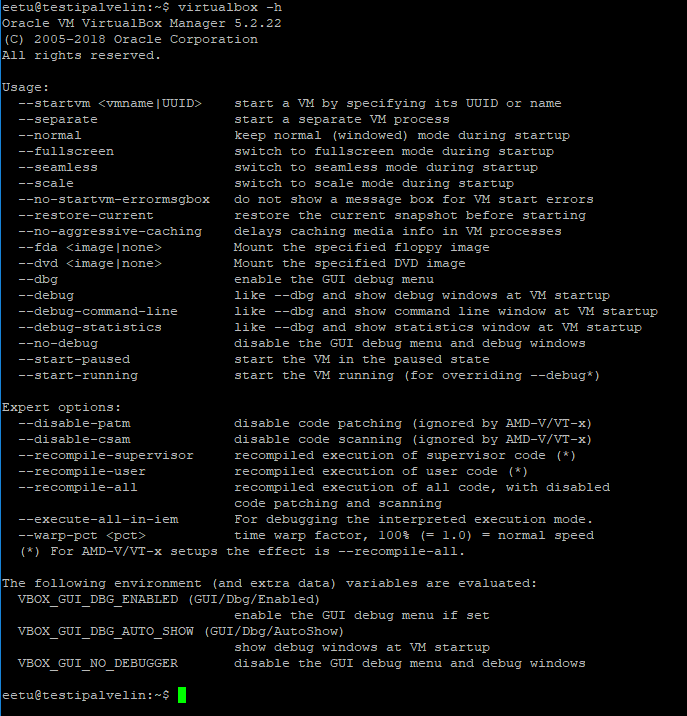 eetu@testipalvelin:~$ virtualbox -h
Oracle VM VirtualBox Manager 5.2.22
(C) 2005-2018 Oracle Corporation
All rights reserved.

Usage:
  --startvm <vmname|UUID>    start a VM by specifying its UUID or name
  --separate                 start a separate VM process
  --normal                   keep normal (windowed) mode during startup
  --fullscreen               switch to fullscreen mode during startup
  --seamless                 switch to seamless mode during startup
  --scale                    switch to scale mode during startup
  --no-startvm-errormsgbox   do not show a message box for VM start errors
  --restore-current          restore the current snapshot before starting
  --no-aggressive-caching    delays caching media info in VM processes
  --fda <image|none>         Mount the specified floppy image
  --dvd <image|none>         Mount the specified DVD image
  --dbg                      enable the GUI debug menu
  --debug                    like --dbg and show debug windows at VM startup
  --debug-command-line       like --dbg and show command line window at VM startup
  --debug-statistics         like --dbg and show statistics window at VM startup
  --no-debug                 disable the GUI debug menu and debug windows
  --start-paused             start the VM in the paused state
  --start-running            start the VM running (for overriding --debug*)

Expert options:
  --disable-patm             disable code patching (ignored by AMD-V/VT-x)
  --disable-csam             disable code scanning (ignored by AMD-V/VT-x)
  --recompile-supervisor     recompiled execution of supervisor code (*)
  --recompile-user           recompiled execution of user code (*)
  --recompile-all            recompiled execution of all code, with disabled
                             code patching and scanning
  --execute-all-in-iem       For debugging the interpreted execution mode.
  --warp-pct <pct>           time warp factor, 100% (= 1.0) = normal speed
  (*) For AMD-V/VT-x setups the effect is --recompile-all.

The following environment (and extra data) variables are evaluated:
  VBOX_GUI_DBG_ENABLED (GUI/Dbg/Enabled)
                             enable the GUI debug menu if set
  VBOX_GUI_DBG_AUTO_SHOW (GUI/Dbg/AutoShow)
                             show debug windows at VM startup
  VBOX_GUI_NO_DEBUGGER       disable the GUI debug menu and debug windows

eetu@testipalvelin:~$